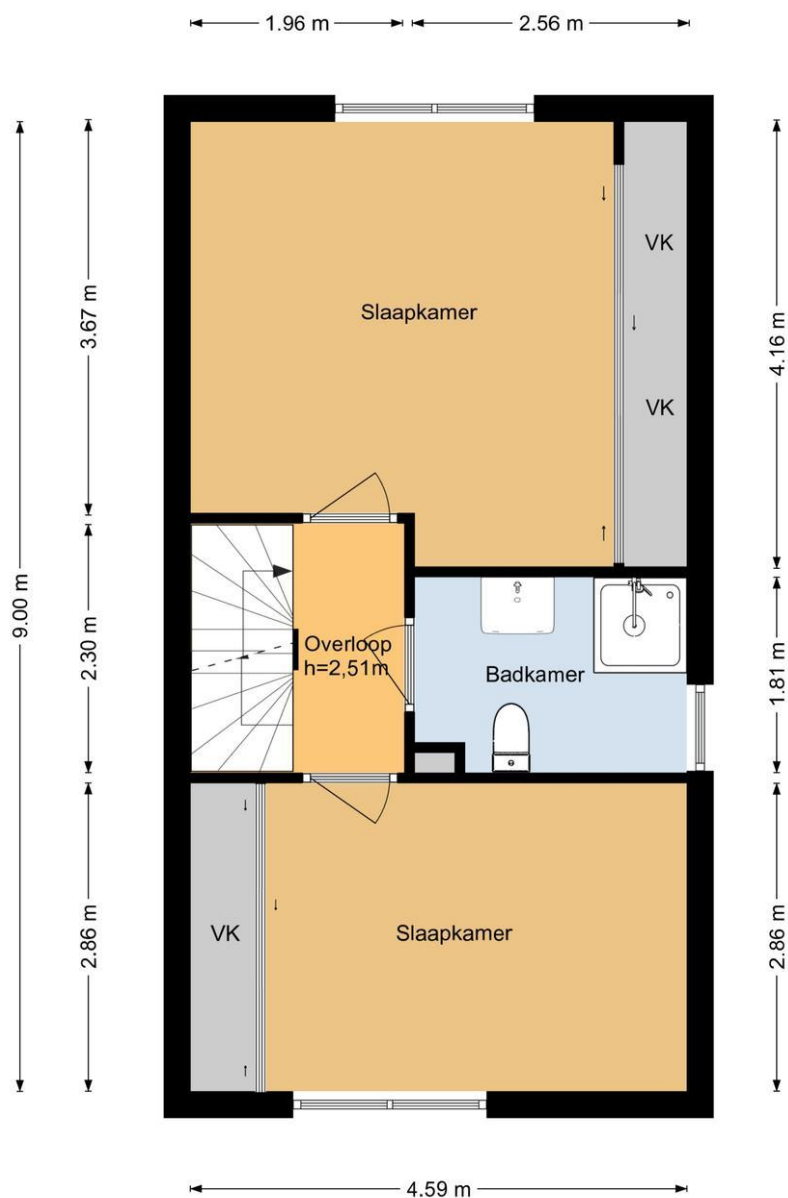 1.96 m
2.56 m
3.67 m
4.16 m
VK
Slaapkamer
VK
9.00 m
2.30 m
Overloop
h=2,51m
Badkamer
1.81 m
2.86 m
VK
Slaapkamer
2.86 m
4.59 m